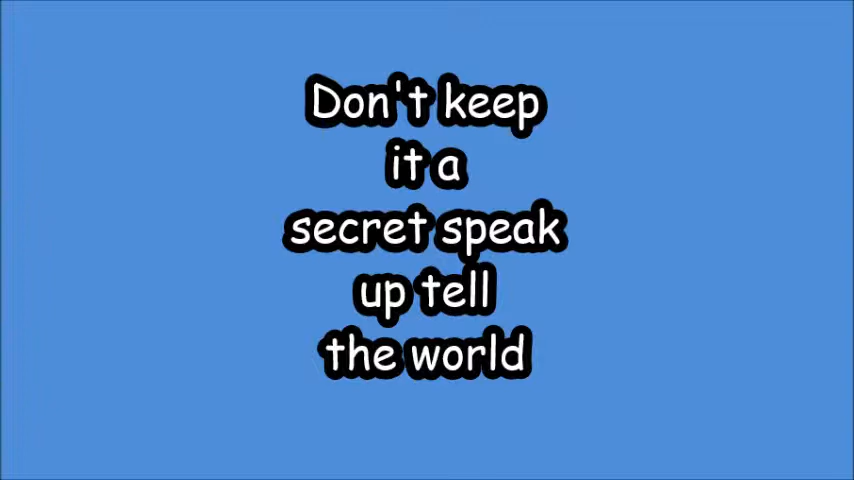 Don't keep
it a
secret speak
up tell
the world